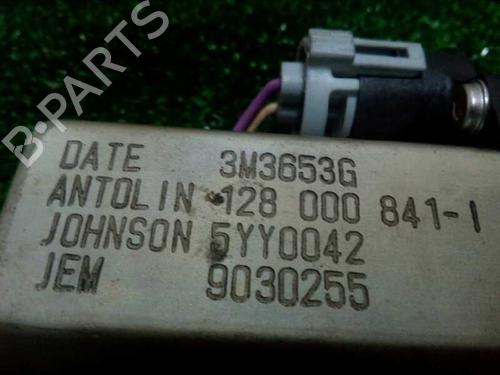 B-PARTS
DATE 3M3653G
ANTOLIN 128 000 841-1
JOHNSON 5YY0042
JEM 9030255